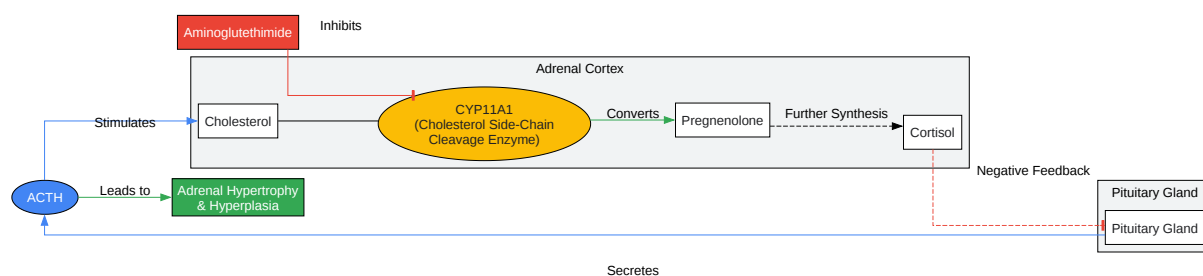 Aminoglutethimide
Inhibits
Adrenal Cortex
Cholesterol
CYP11A1
(Cholesterol Side-Chain
Cleavage Enzyme)
Converts
Pregnenolone
Further Synthesis
Cortisol
Stimulates
Negative Feedback
ACTH
Leads to
Adrenal Hypertrophy
& Hyperplasia
Pituitary Gland
Pituitary Gland
Secretes